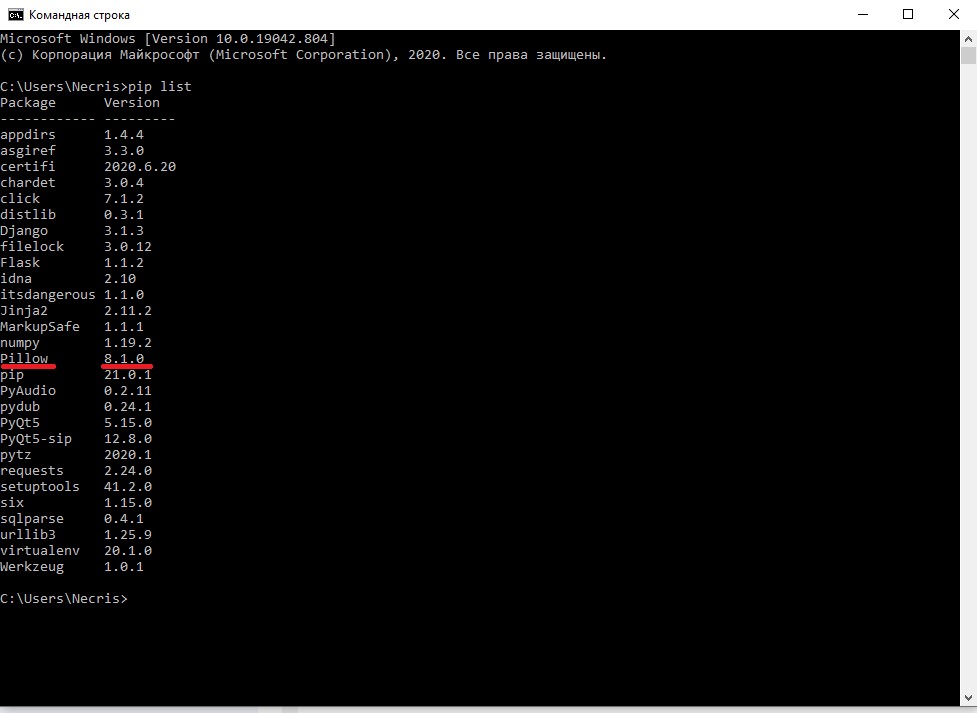 Командная строка
Microsoft Windows [Version 10.0.19042.804]
(c) Корпорация Майкрософт (Microsoft Corporation), 2020. Все права защищены.
C:\Users\Necris>pip list
Package      Version
------------ ---------
appdirs      1.4.4
asgiref      3.3.0
certifi      2020.6.20
chardet      3.0.4
click        7.1.2
distlib      0.3.1
Django       3.1.3
filelock     3.0.12
Flask        1.1.2
idna         2.10
itsdangerous 1.1.0
Jinja2       2.11.2
MarkupSafe   1.1.1
numpy        1.19.2
Pillow       8.1.0
pip          21.0.1
PyAudio      0.2.11
pydub        0.24.1
PyQt5        5.15.0
PyQt5-sip    12.8.0
pytz         2020.1
requests     2.24.0
setuptools   41.2.0
six          1.15.0
sqlparse     0.4.1
urllib3      1.25.9
virtualenv   20.1.0
Werkzeug     1.0.1
C:\Users\Necris>